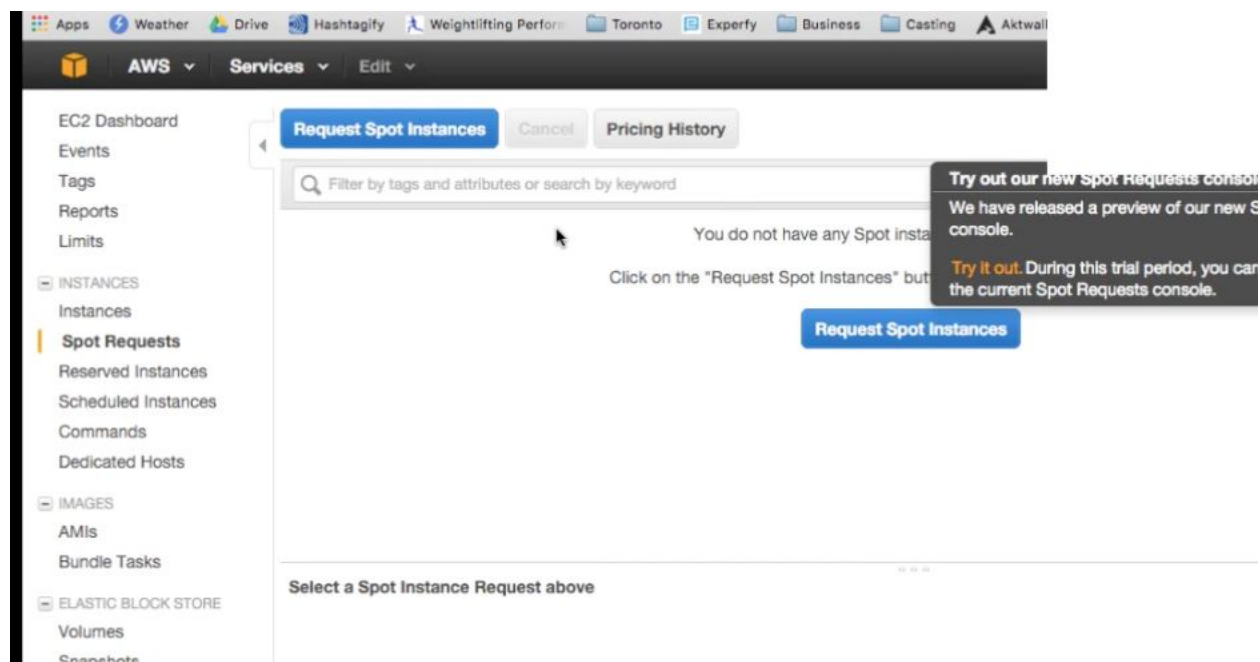 Apps Weather Drive Hashtagify Weightlifting Perform Toronto Experfy Business Casting Aktwall
AWS Services Edit
EC2 Dashboard
Events
Tags
Reports
Limits
INSTANCES
Instances
Spot Requests
Reserved Instances
Scheduled Instances
Commands
Dedicated Hosts
IMAGES
AMIs
Bundle Tasks
ELASTIC BLOCK STORE
Volumes
Snapshots
Request Spot Instances Cancel Pricing History
Filter by tags and attributes or search by keyword
You do not have any Spot insta
Click on the "Request Spot Instances" but
Request Spot Instances
Try out our new Spot Requests console
We have released a preview of our new S
console.
Try it out. During this trial period, you can
the current Spot Requests console.
Select a Spot Instance Request above